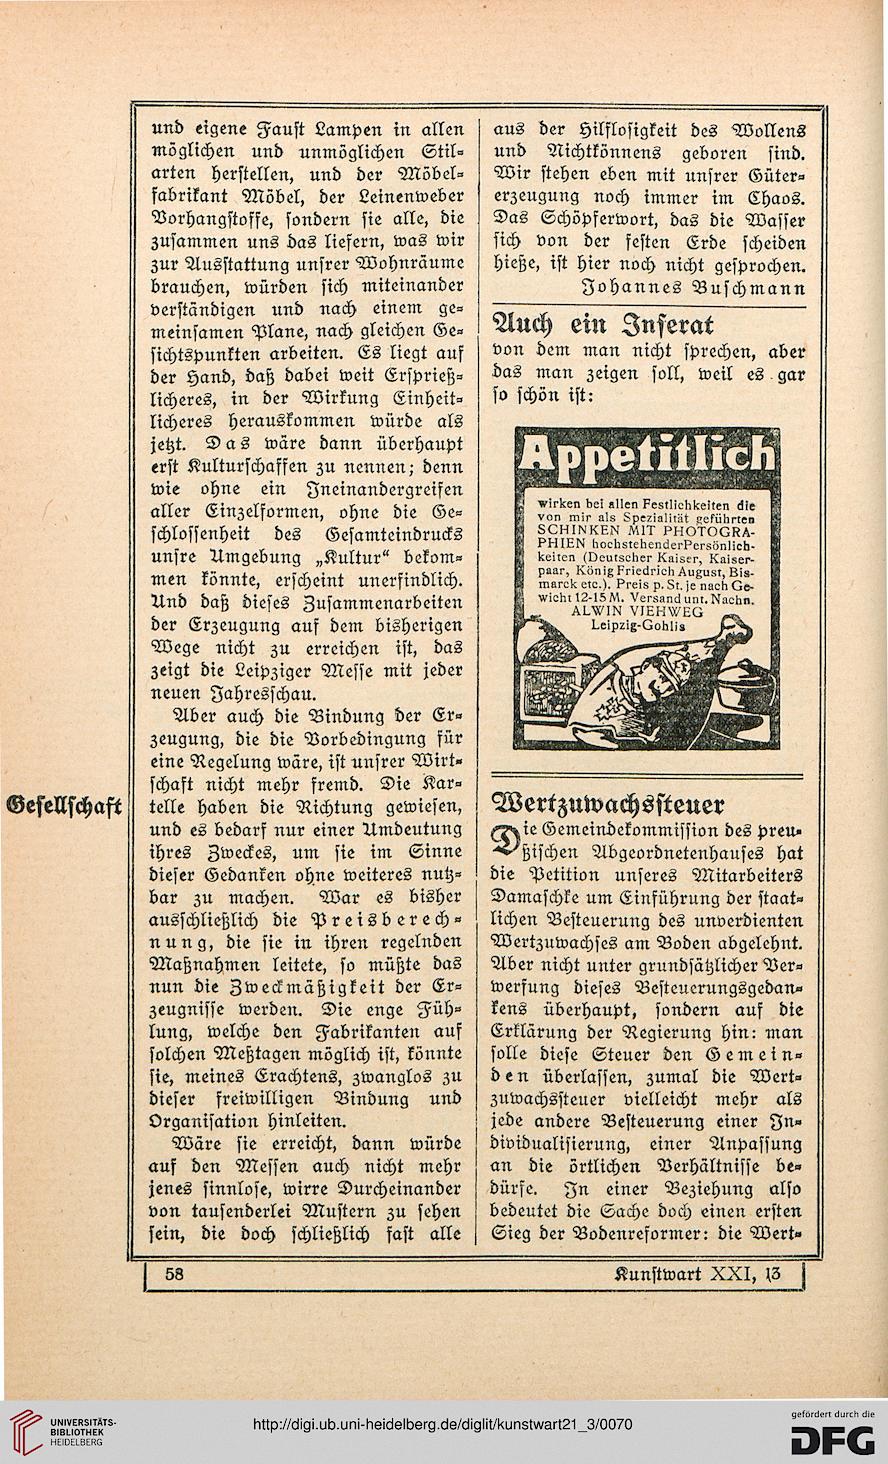 und eigene Faust Lampen in allen
möglichen und unmöglichen Stil-
arten herstellen, und der Möbel-
fabrikant Möbel, der Leinenweber
Vorhangstoffe, sondern sie alle, die
zusammen uns das liefern, was wir
zur Ausstattung unsrer Wohnräume
brauchen, würden sich miteinander
verständigen und nach einem ge-
meinsamen Plane, nach gleichen Ge-
sichtspunkten arbeiten. Es liegt auf
der Hand, daß dabei weit Ersprieß-
licheres, in der Wirkung Einheit-
licheres herauskommen würde als
jetzt. Das wäre dann überhaupt
erst Kulturschaffen zu nennen; denn
wie ohne ein Ineinandergreifen
aller Einzelformen, ohne die Ge-
schlossenheit des Gesamteindrucks
unsre Umgebung „Kultur“ bekom-
men könnte, erscheint unerfindlich.
Und daß dieses Zusammenarbeiten
der Erzeugung auf dem bisherigen
Wege nicht zu erreichen ist, das
zeigt die Leipziger Messe mit jeder
neuen Jahresschau.
Aber auch die Bindung der Er-
zeugung, die die Vorbedingung für
eine Regelung wäre, ist unsrer Wirt-
schaft nicht mehr fremd. Die Kar-
telle haben die Richtung gewiesen,
und es bedarf nur einer Umdeutung
ihres Zweckes, um sie im Sinne
dieser Gedanken ohne weiteres nutz-
bar zu machen. War es bisher
ausschließlich die Preisberech-
nung, die sie in ihren regelnden
Maßnahmen leitete, so müßte das
nun die Zweckmäßigkeit der Er-
zeugnisse werden. Die enge Füh-
lung, welche den Fabrikanten auf
solchen Meßtagen möglich ist, könnte
sie, meines Erachtens, zwanglos zu
dieser freiwilligen Bindung und
Organisation hinleiten.
Wäre sie erreicht, dann würde
auf den Messen auch nicht mehr
jenes sinnlose, wirre Durcheinander
von tausenderlei Mustern zu sehen
sein, die doch schließlich fast alle
aus der Hilflosigkeit des Wollens
und Nichtkönnens geboren sind.
Wir stehen eben mit unsrer Güter-
erzeugung noch immer im Chaos.
Das Schöpferwort, das die Wasser
sich von der festen Erde scheiden
hieße, ist hier noch nicht gesprochen.
Johannes Buschmann
Auch ein Inserat
von dem man nicht sprechen, aber
das man zeigen soll, weil es gar
so schön ist:
Appetitlich
wirken bei allen Festlichkeiten die
von mir als Spezialität geführten
SCHINKEN MIT PHOTOGRA-
PHIEN hochstehender Persönlich-
keiten (Deutscher Kaiser, Kaiser-
paar, König Friedrich August, Bis-
marck etc.). Preis p. St. je nach Ge-
wicht 12-15 M. Versand unt. Nachn.
ALWIN VIEHWEG
Leipzig-Gohlis
Gesellschaft
Wertzuwachssteuer
Die Gemeindekommission des preu-
ßischen Abgeordnetenhauses hat
die Petition unseres Mitarbeiters
Damaschke um Einführung der staat-
lichen Besteuerung des unverdienten
Wertzuwachses am Boden abgelehnt.
Aber nicht unter grundsätzlicher Ver-
werfung dieses Besteuerungsgedan-
kens überhaupt, sondern auf die
Erklärung der Regierung hin: man
solle diese Steuer den Gemein-
den überlassen, zumal die Wert-
zuwachssteuer vielleicht mehr als
jede andere Besteuerung einer In-
dividualisierung, einer Anpassung
an die örtlichen Verhältnisse be-
dürfe. In einer Beziehung also
bedeutet die Sache doch einen ersten
Sieg der Bodenreformer: die Wert-
58 Kunstwart XXI, 13
UNIVERSITÄTS-
BIBLIOTHEK
HEIDELBERG
http://digi.ub.uni-heidelberg.de/diglit/kunstwart21_3/0070
gefördert durch die
DFG